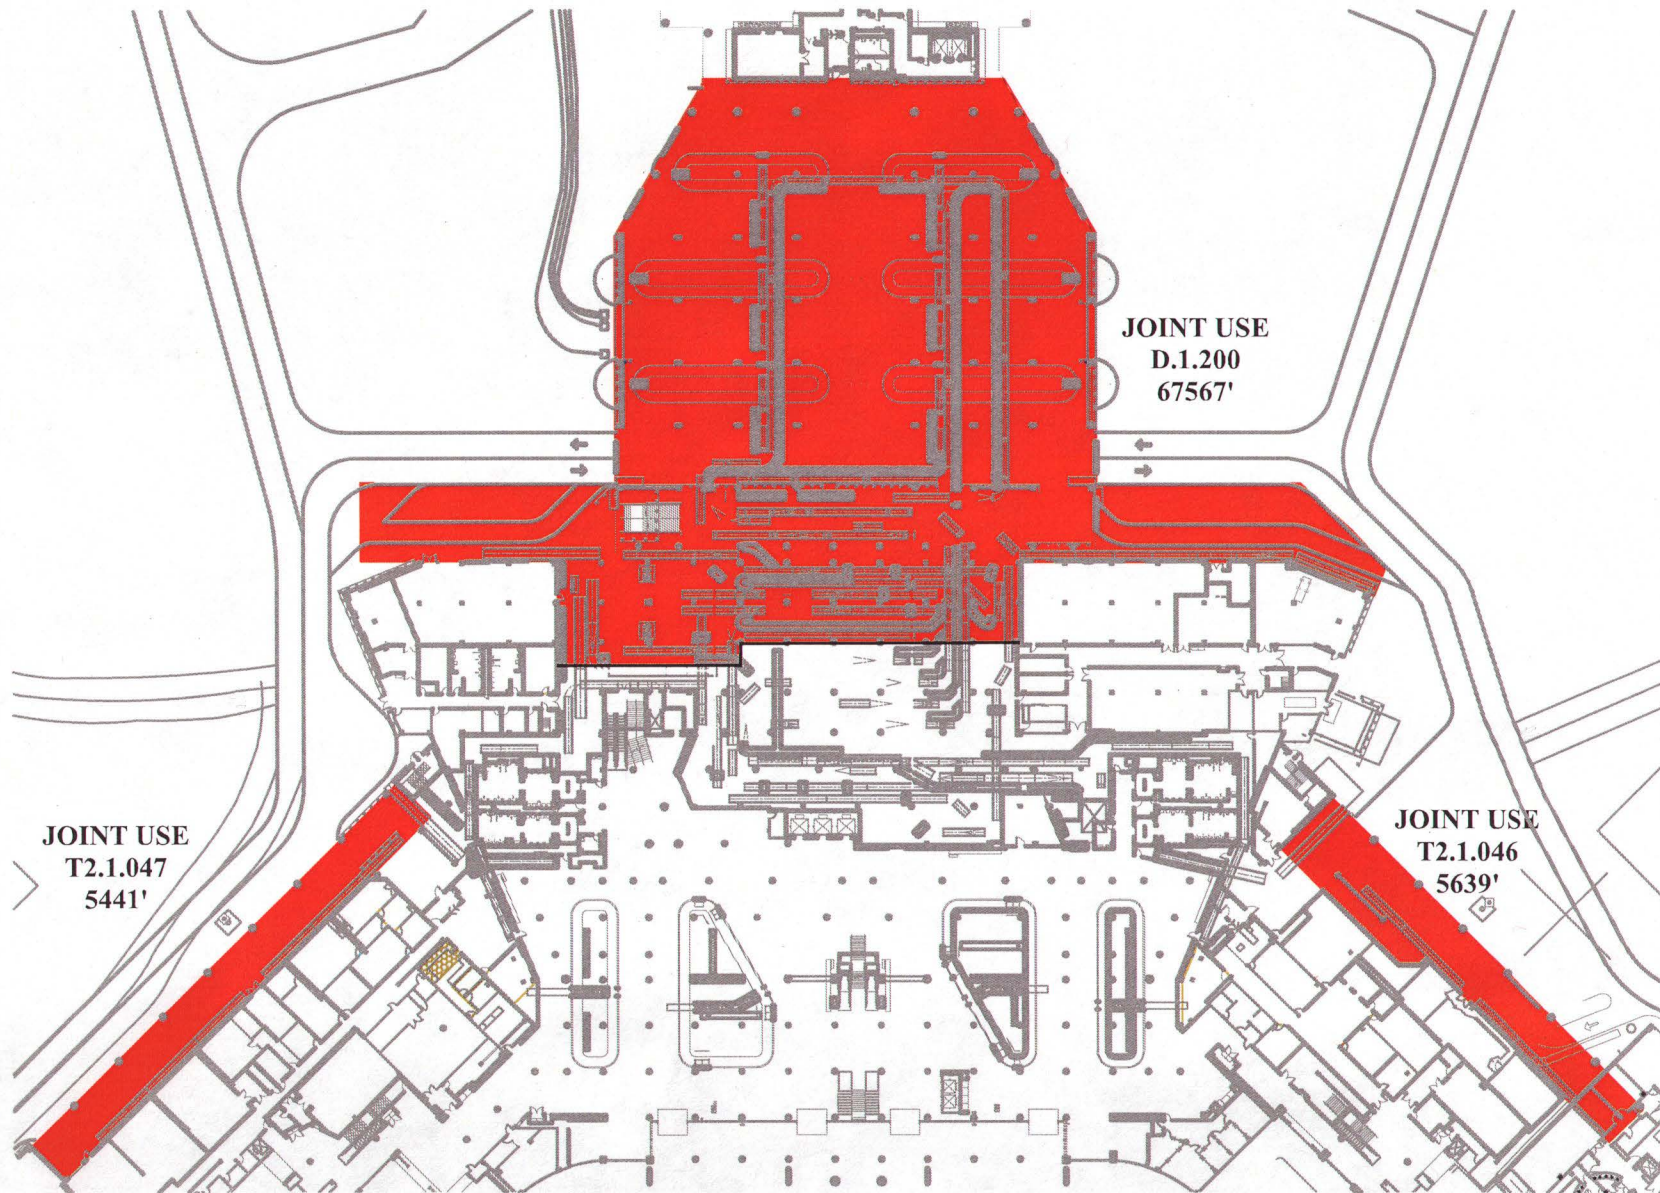 JOINT USE
D.1.200
67567'
JOINT USE
T2.1.047
5441'
JOINT USE
T2.1.046
5639'